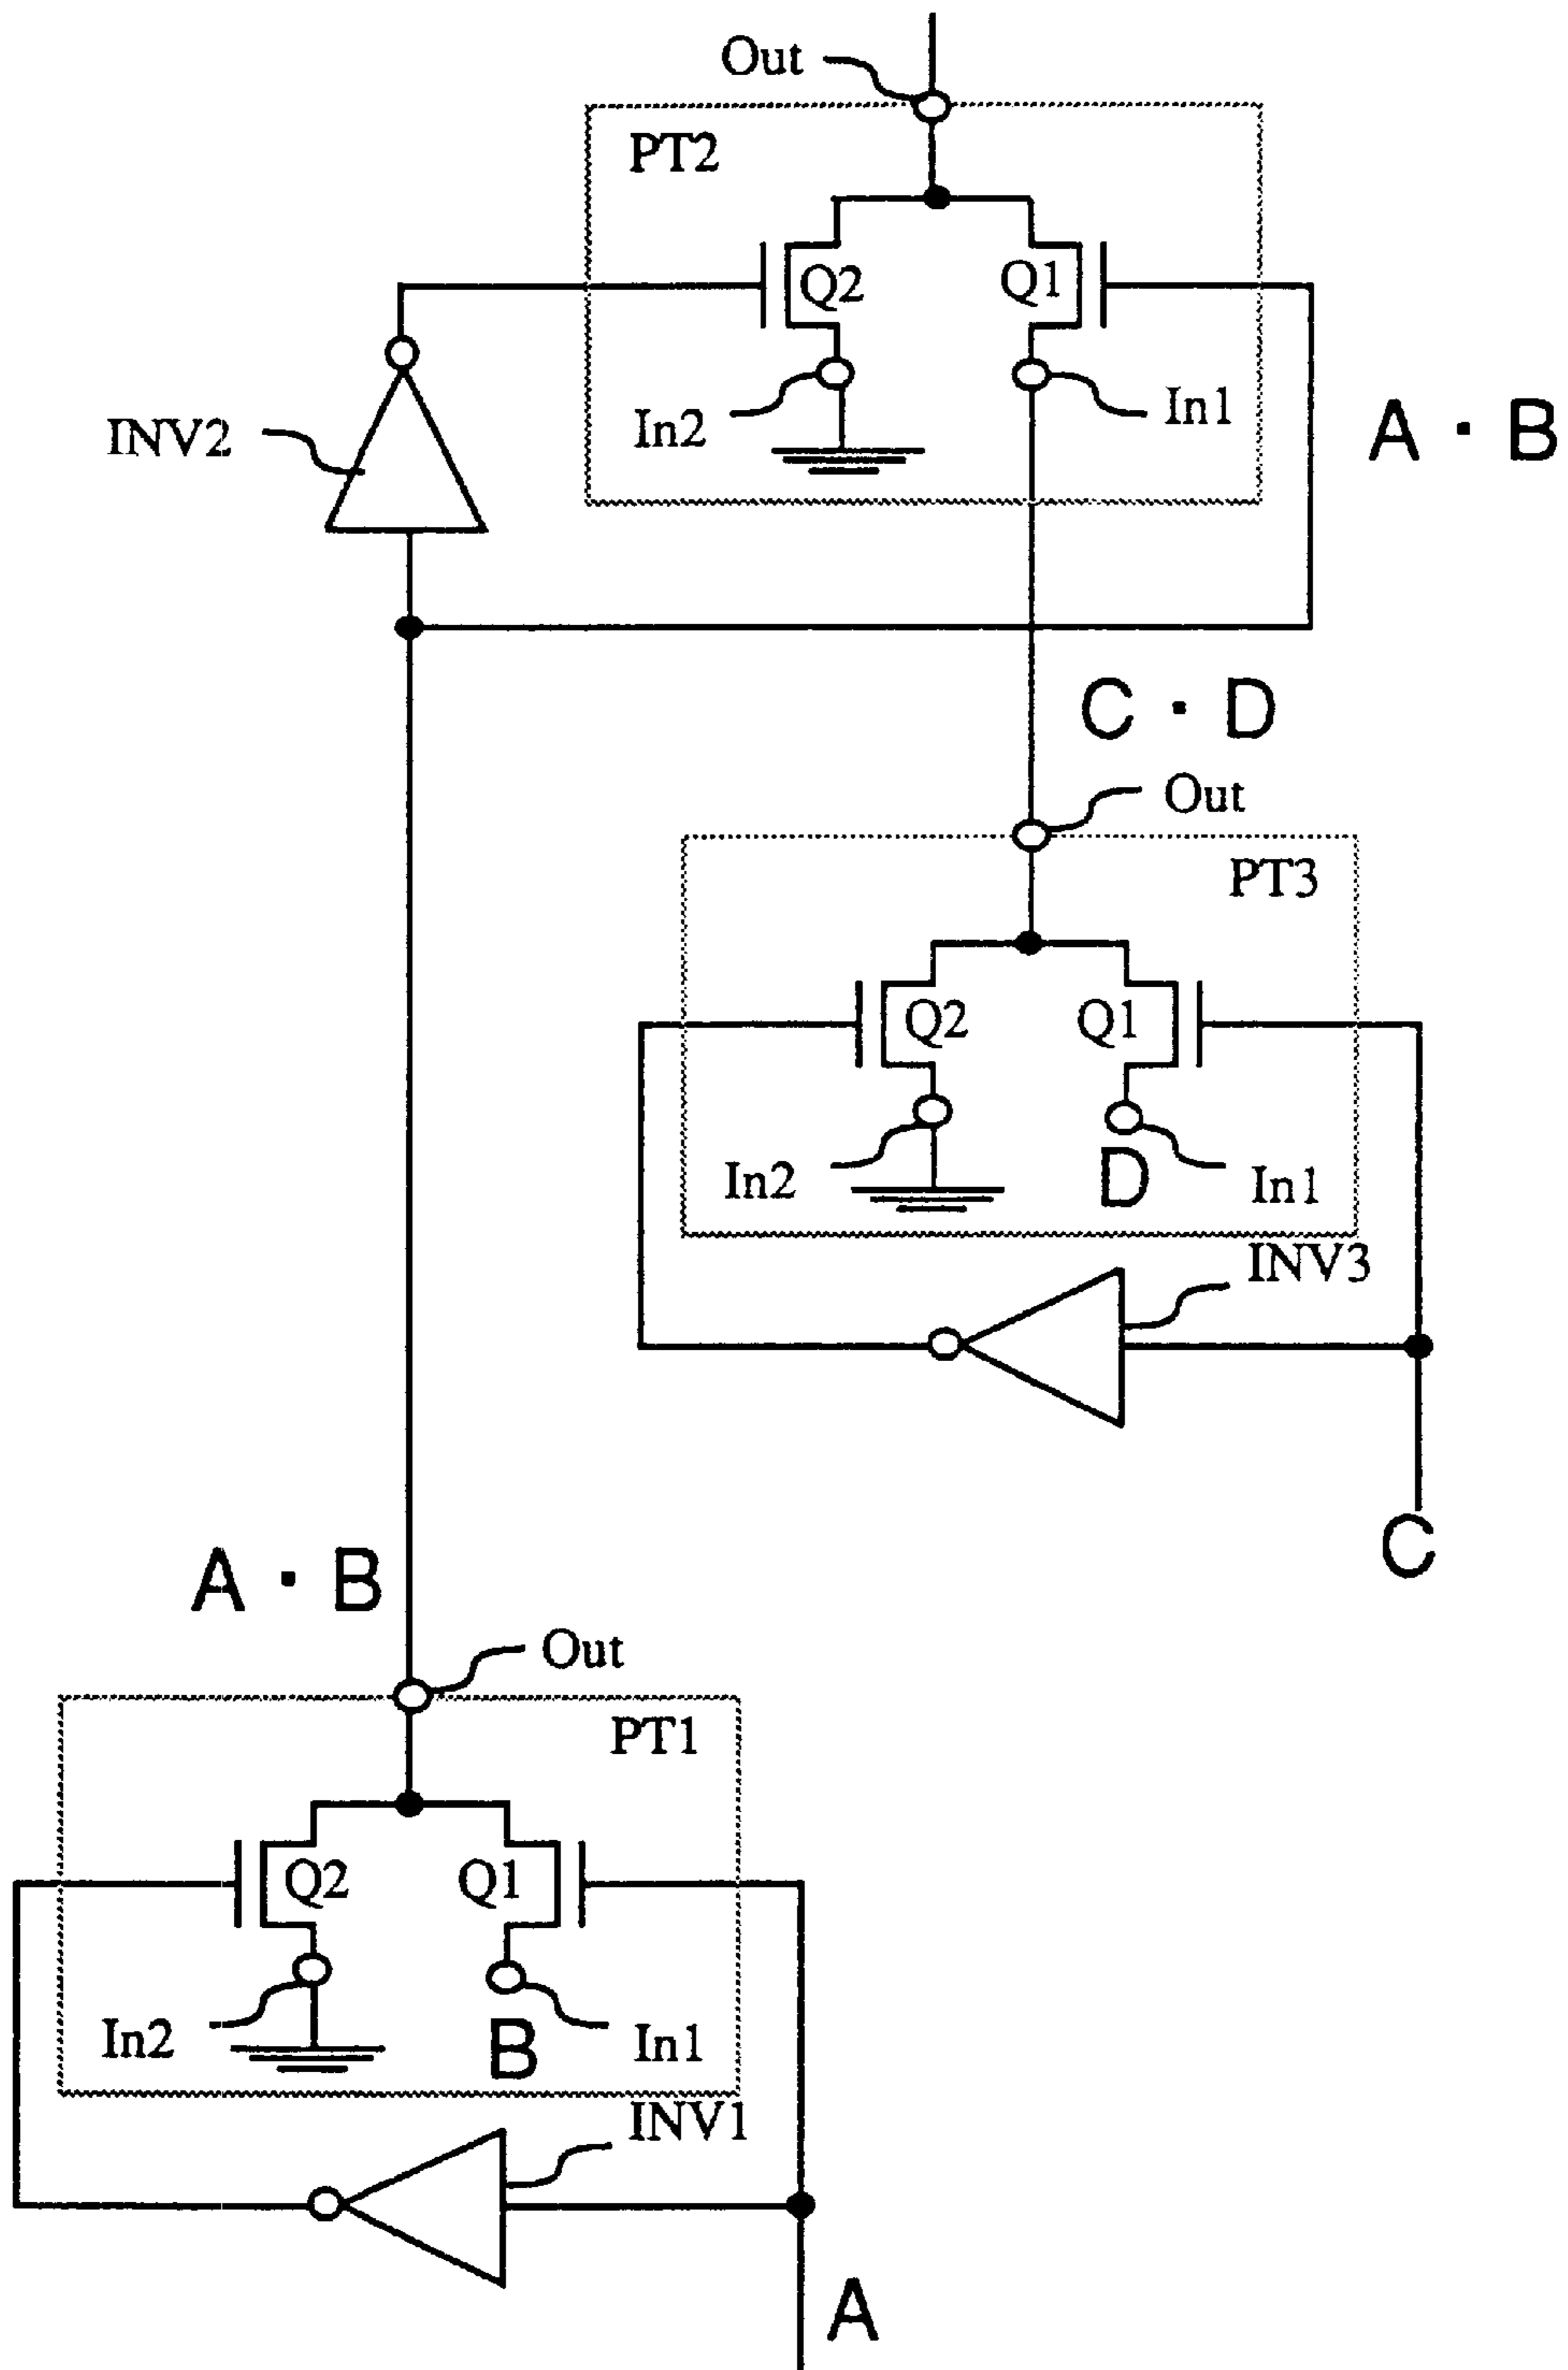 Out
PT2
Q2 Q1
INV2
In2
In1
A · B
C · D
Out
PT3
Q2 Q1
In2
D
In1
INV3
C
A · B
Out
PT1
Q2 Q1
In2
B
In1
INV1
A